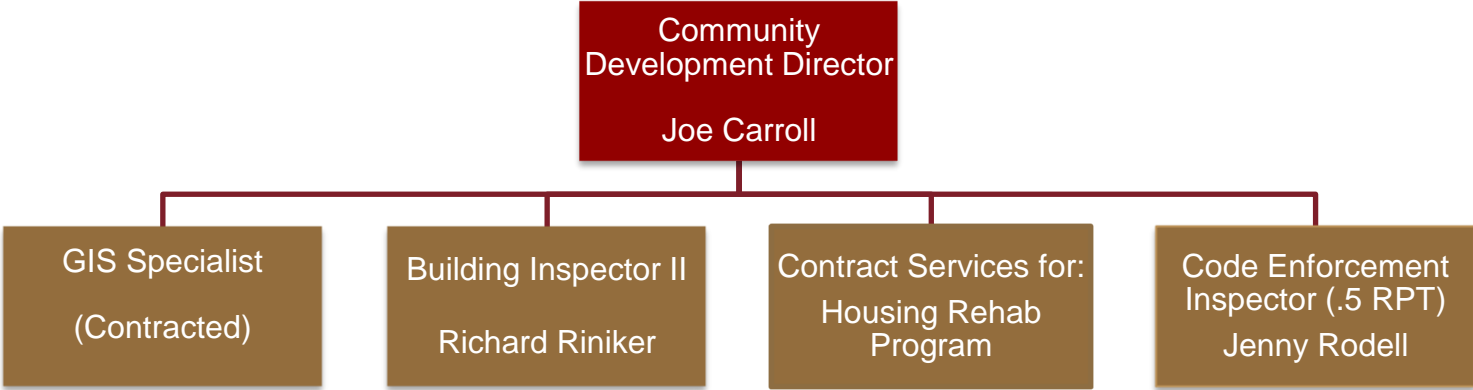 Community
Development Director
Joe Carroll
GIS Specialist
(Contracted)
Building Inspector II
Richard Riniker
Contract Services for:
Housing Rehab
Program
Code Enforcement
Inspector (.5 RPT)
Jenny Rodell